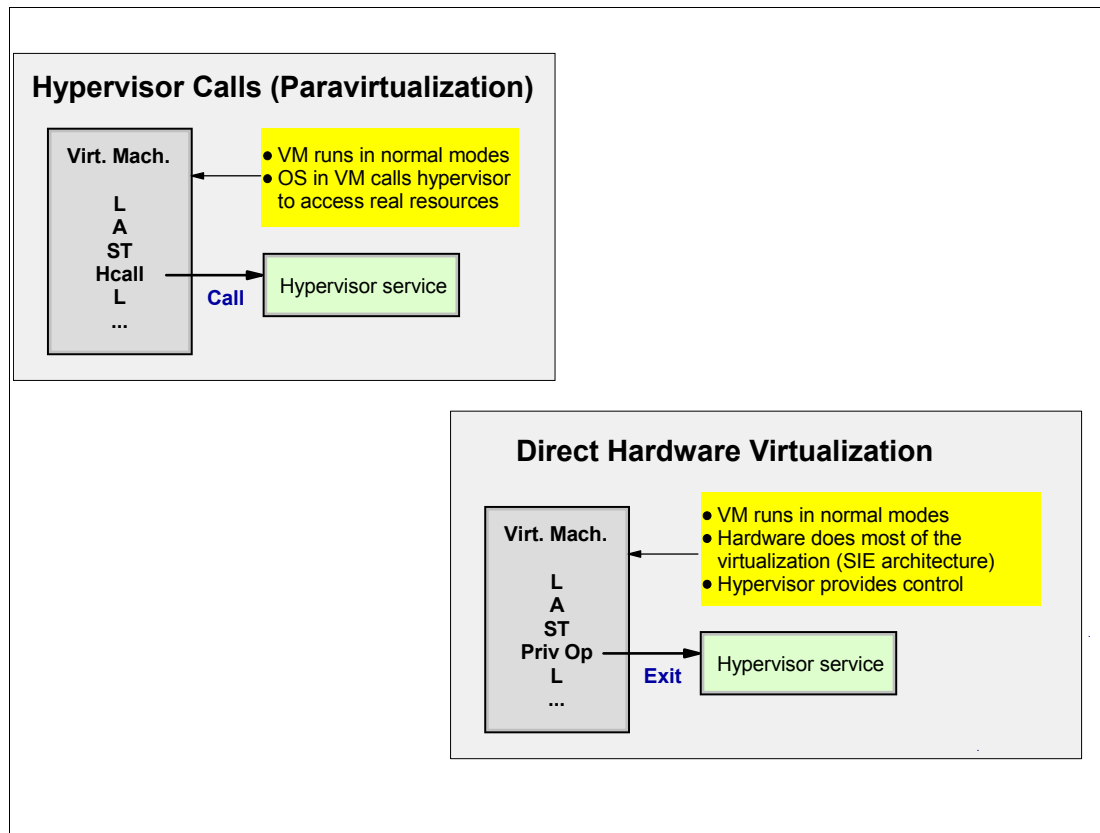 Hypervisor Calls (Paravirtualization)
Virt. Mach.
L
A
ST
Hcall
L
...
● VM runs in normal modes
● OS in VM calls hypervisor
to access real resources
Call
Hypervisor service
Direct Hardware Virtualization
Virt. Mach.
L
A
ST
Priv Op
L
...
● VM runs in normal modes
● Hardware does most of the
virtualization (SIE architecture)
● Hypervisor provides control
Exit
Hypervisor service